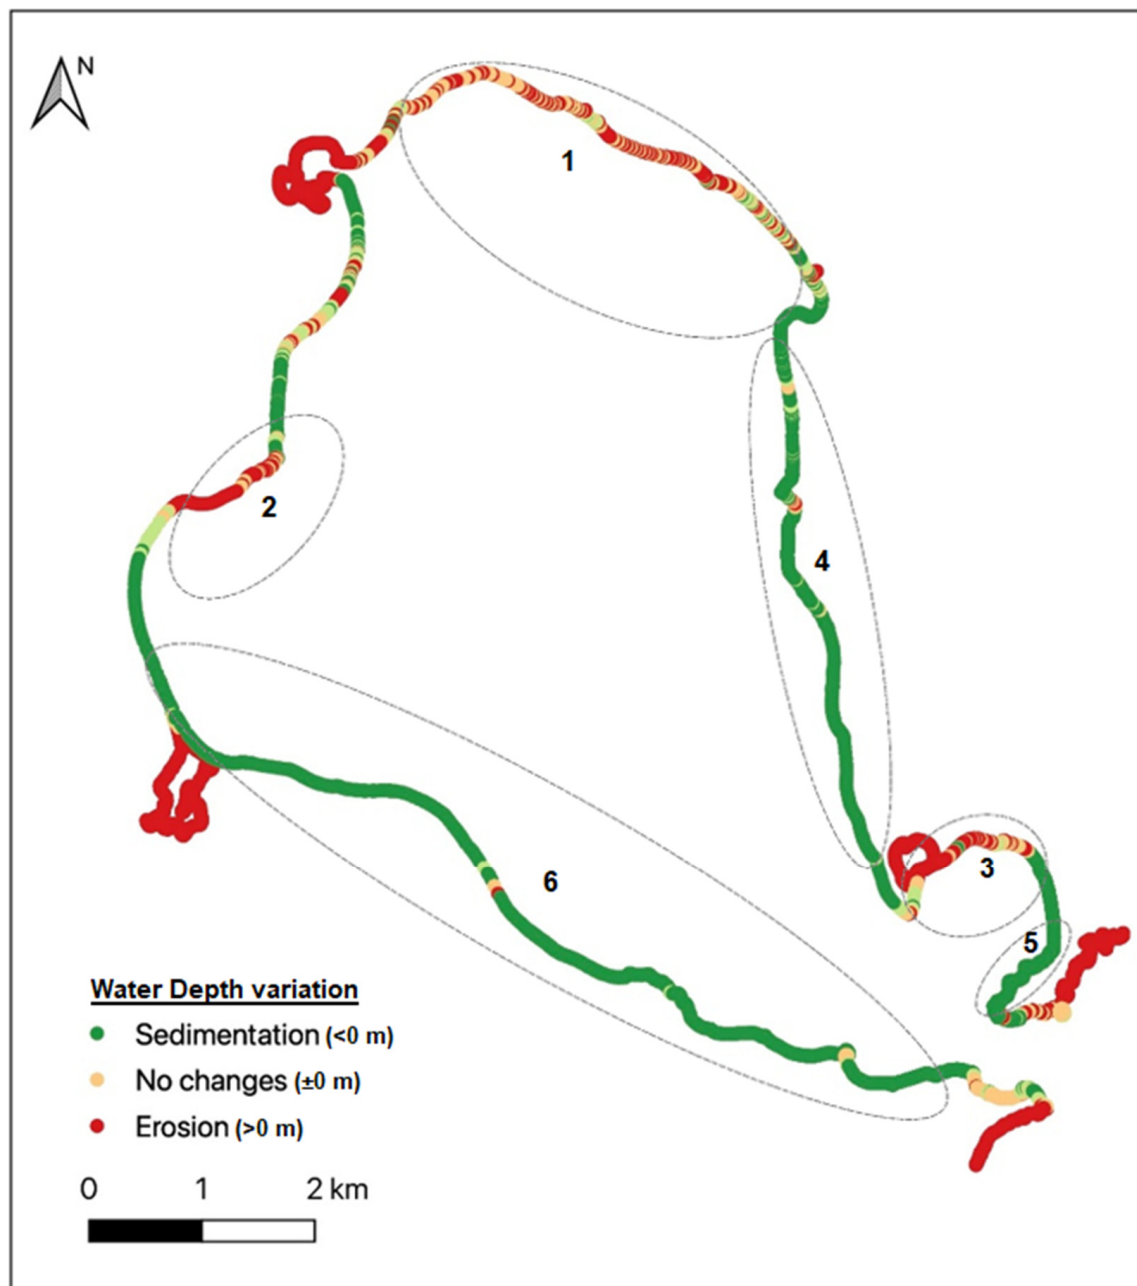 N
1
2
4
3
5
6
Water Depth variation
Sedimentation (<0 m)
No changes (±0 m)
Erosion (>0 m)
0 1 2 km